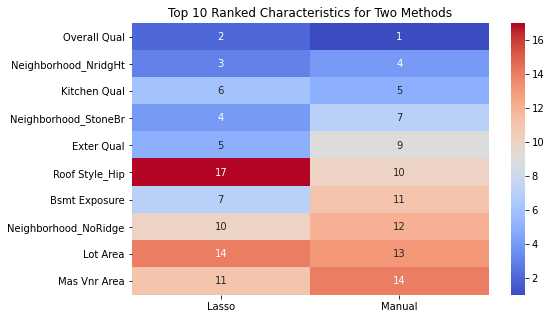 Top 10 Ranked Characteristics for Two Methods
Overall Qual 2 1
Neighborhood_NridgHt 3 4
Kitchen Qual 6 5
Neighborhood_StoneBr 4 7
Exter Qual 5 9
Roof Style_Hip 17 10
Bsmt Exposure 7 11
Neighborhood_NoRidge 10 12
Lot Area 14 13
Mas Vnr Area 11 14
Lasso Manual
16
14
12
10
8
6
4
2